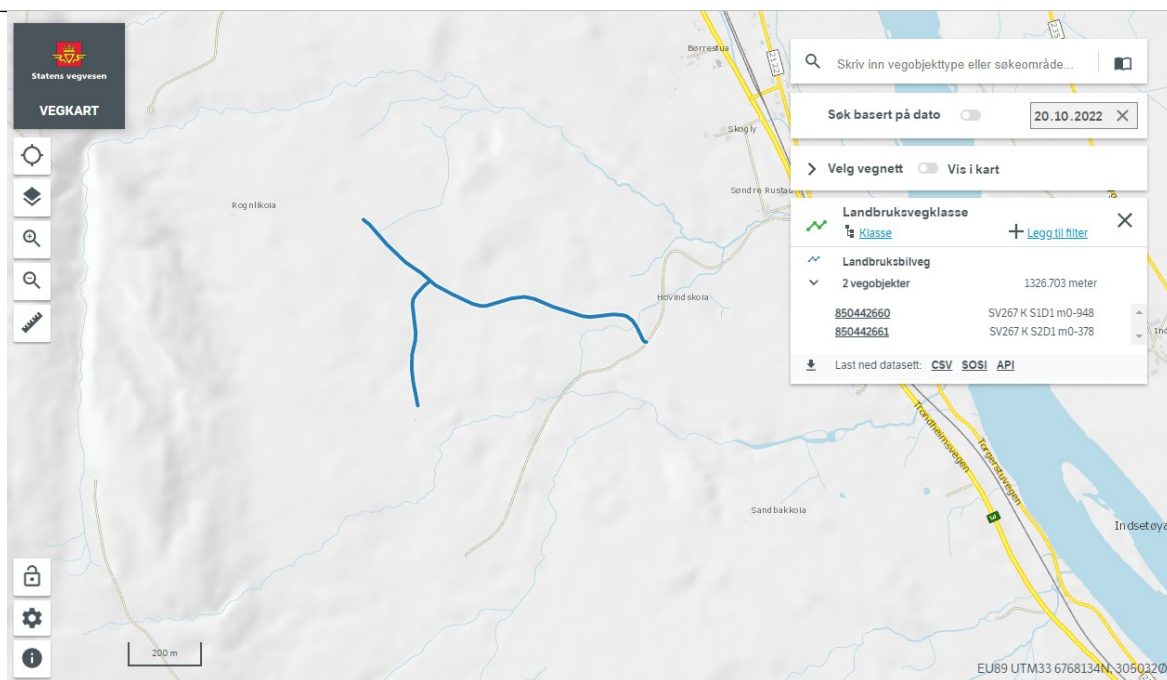 Statens vegvesen
VEGKART
Børrestua
2122
Skogly
Søndre Rustad
Rognlikoia
Hovindskoia
Sandbakkoia
Trondheimsvegen
Torgerstuvegen
Indsetøya
200 m
Skriv inn vegobjekttype eller søkeområde...
Søk basert på dato
20.10.2022
Velg vegnett
Vis i kart
Landbruksvegklasse
Klasse
Legg til filter
Landbruksbilveg
2 vegobjekter 1326.703 meter
850442660 SV267 K S1D1 m0-948
850442661 SV267 K S2D1 m0-378
Last ned datasett: CSV SOSI API
EU89 UTM33 6768134N, 305032Ø